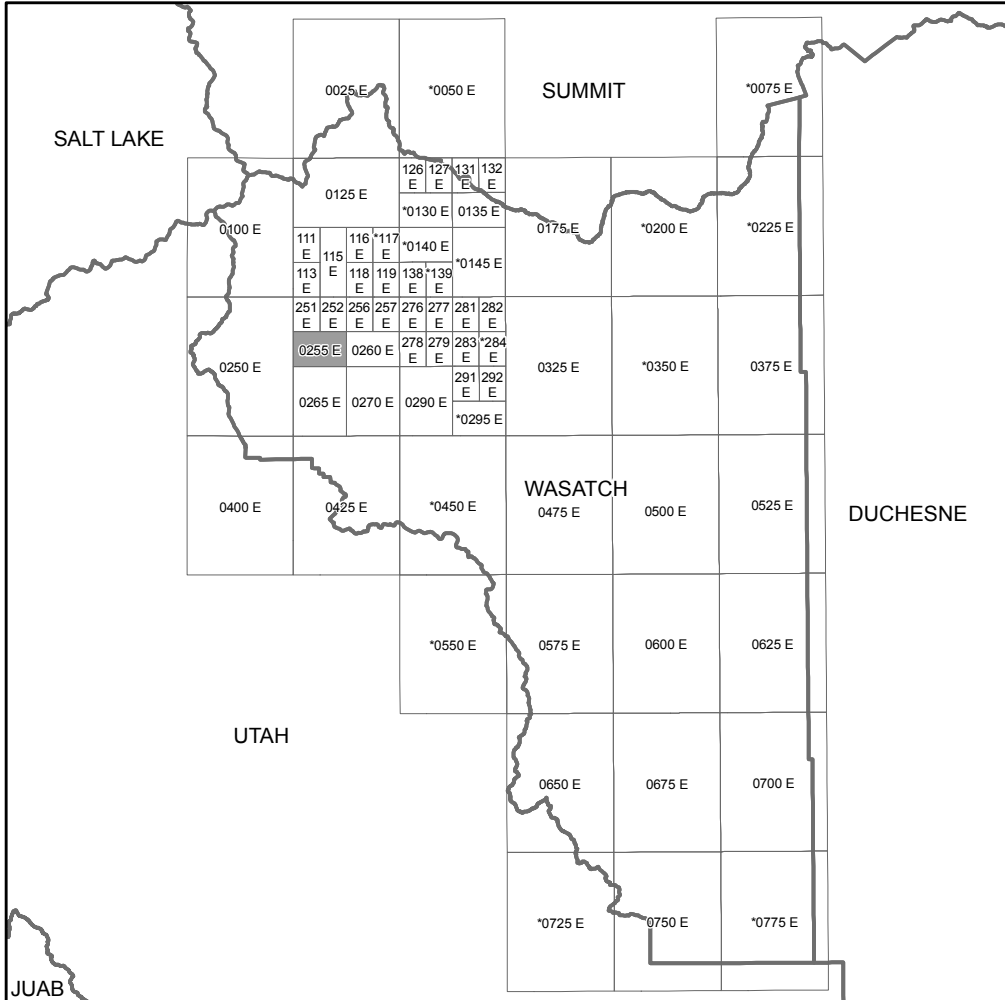 0025 E
*0050 E
SUMMIT
*0075 E
SALT LAKE
126
E
127
E
131
E
132
E
0125 E
*0130 E
0135 E
0100 E
0175 E
*0200 E
*0225 E
111
E
115
E
116
E
*117
E
*0140 E
*0145 E
113
E
118
E
119
E
138
E
*139
E
251
E
252
E
256
E
257
E
276
E
277
E
281
E
282
E
0250 E
0255 E
0260 E
278
E
279
E
283
E
*284
E
0325 E
*0350 E
0375 E
291
E
292
E
0265 E
0270 E
0290 E
*0295 E
WASATCH
0400 E
0425 E
*0450 E
0475 E
0500 E
0525 E
DUCHESNE
*0550 E
0575 E
0600 E
0625 E
UTAH
0650 E
0675 E
0700 E
*0725 E
0750 E
*0775 E
JUAB